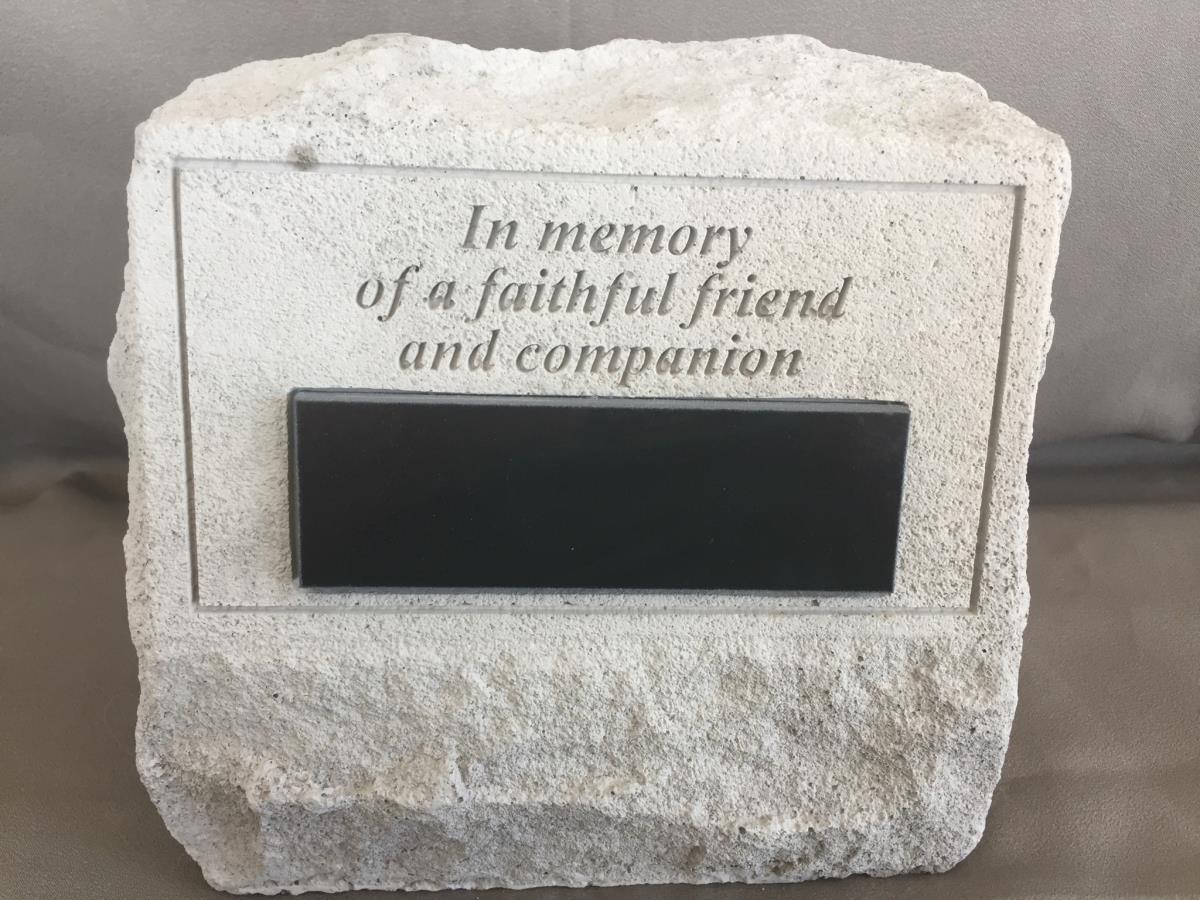 In memory
of a faithful friend
and companion